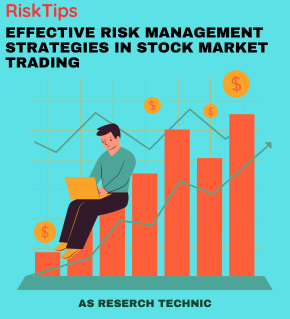 RiskTips
EFFECTIVE RISK MANAGEMENT
STRATEGIES IN STOCK MARKET
TRADING
$
$
$
$
AS RESERCH TECHNIC